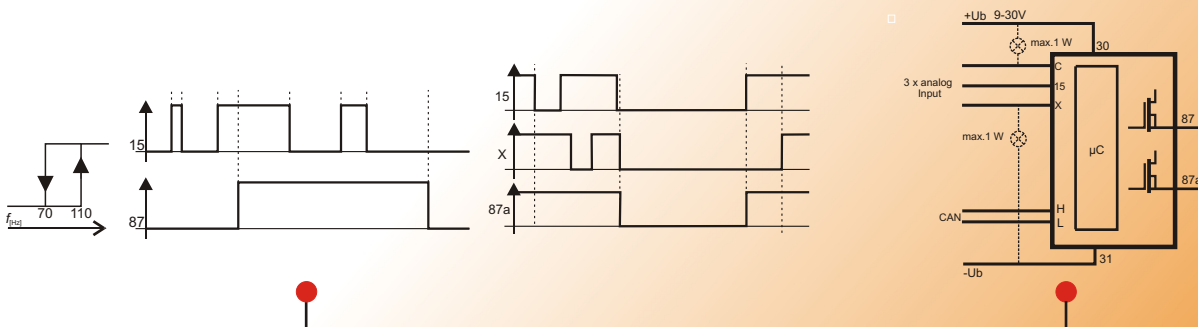 70 110
f[Hz]
15
87
15
X
87a
+Ub 9-30V
max.1 W
30
C
3 x analog
Input
15
X
max.1 W
µC
87
87a
H
CAN
L
31
-Ub